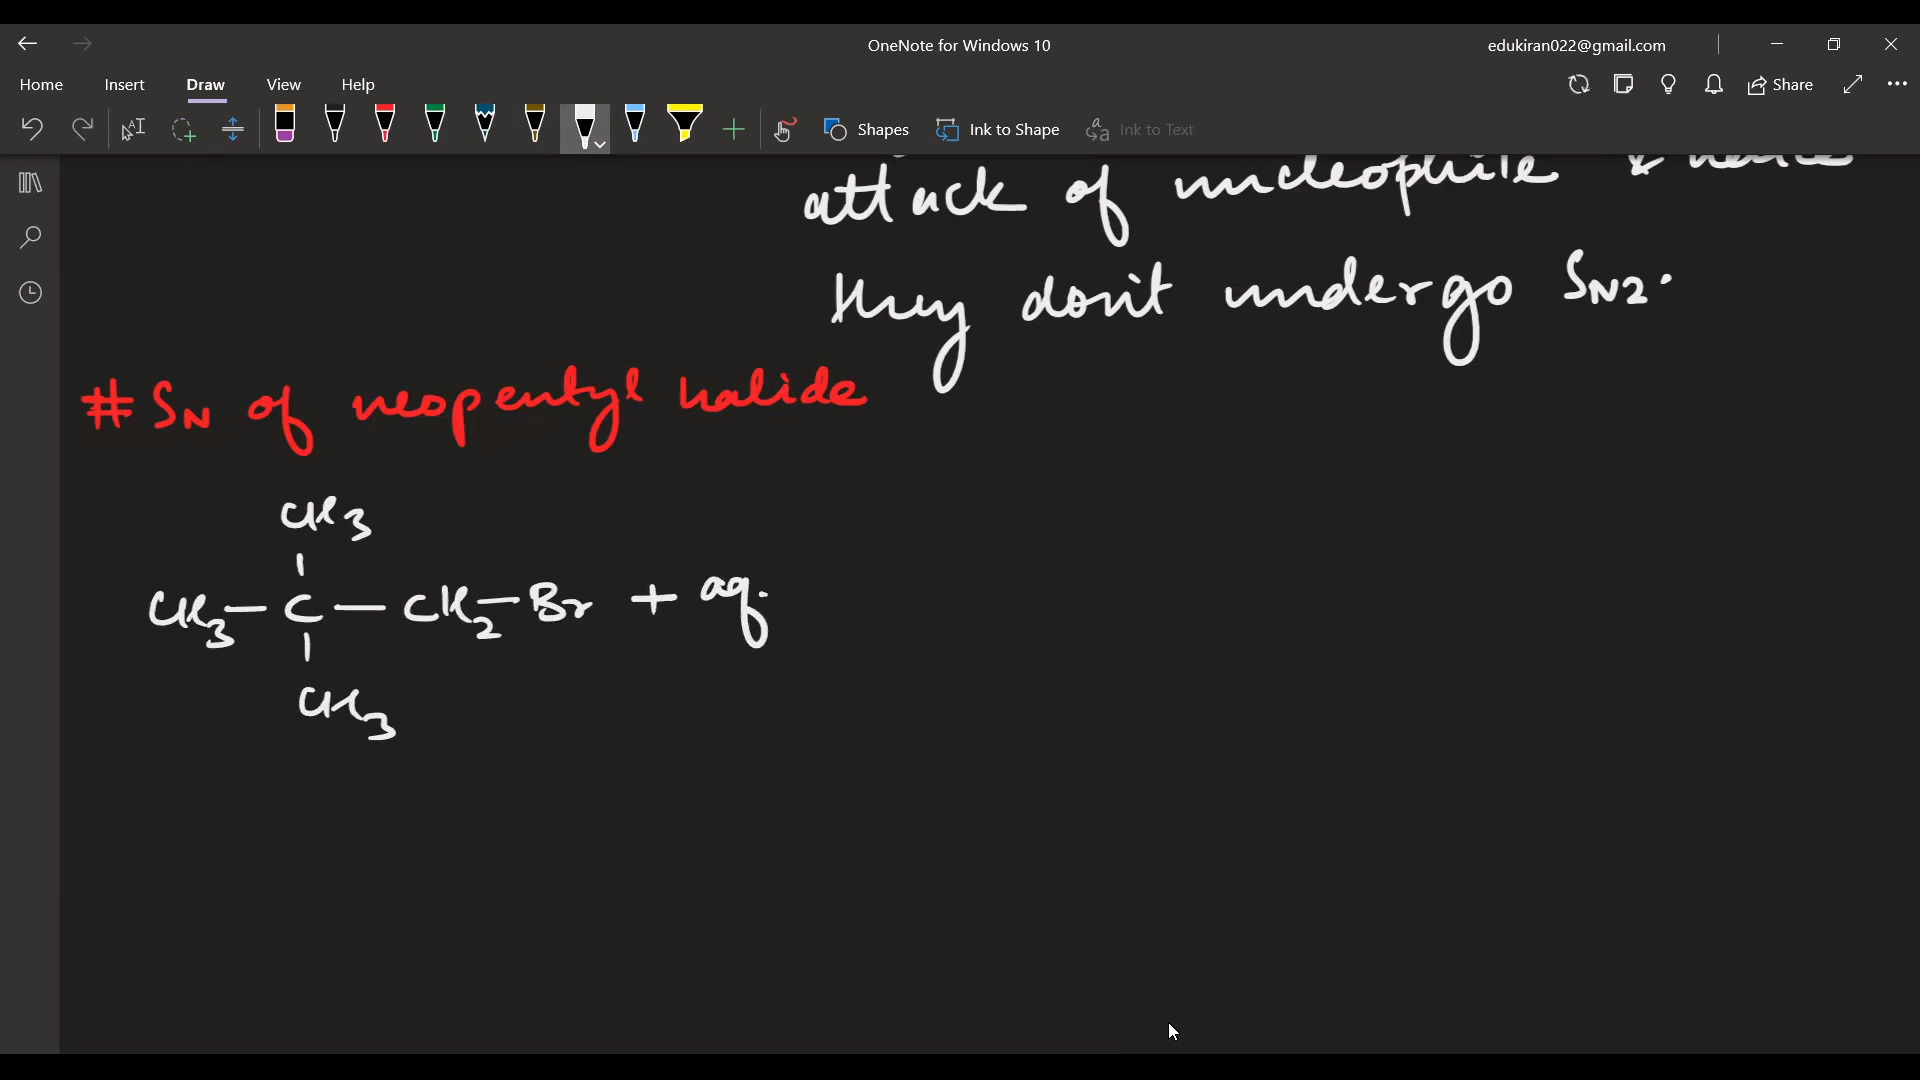 OneNote for Windows 10
edukiran022@gmail.com
Home Insert Draw View Help
Share
Shapes Ink to Shape Ink to Text
attack of nucleophile & hence
they don't undergo SN2.
# SN of neopentyl halide
CH3
CH3 — C — CH2 — Br + aq.
CH3